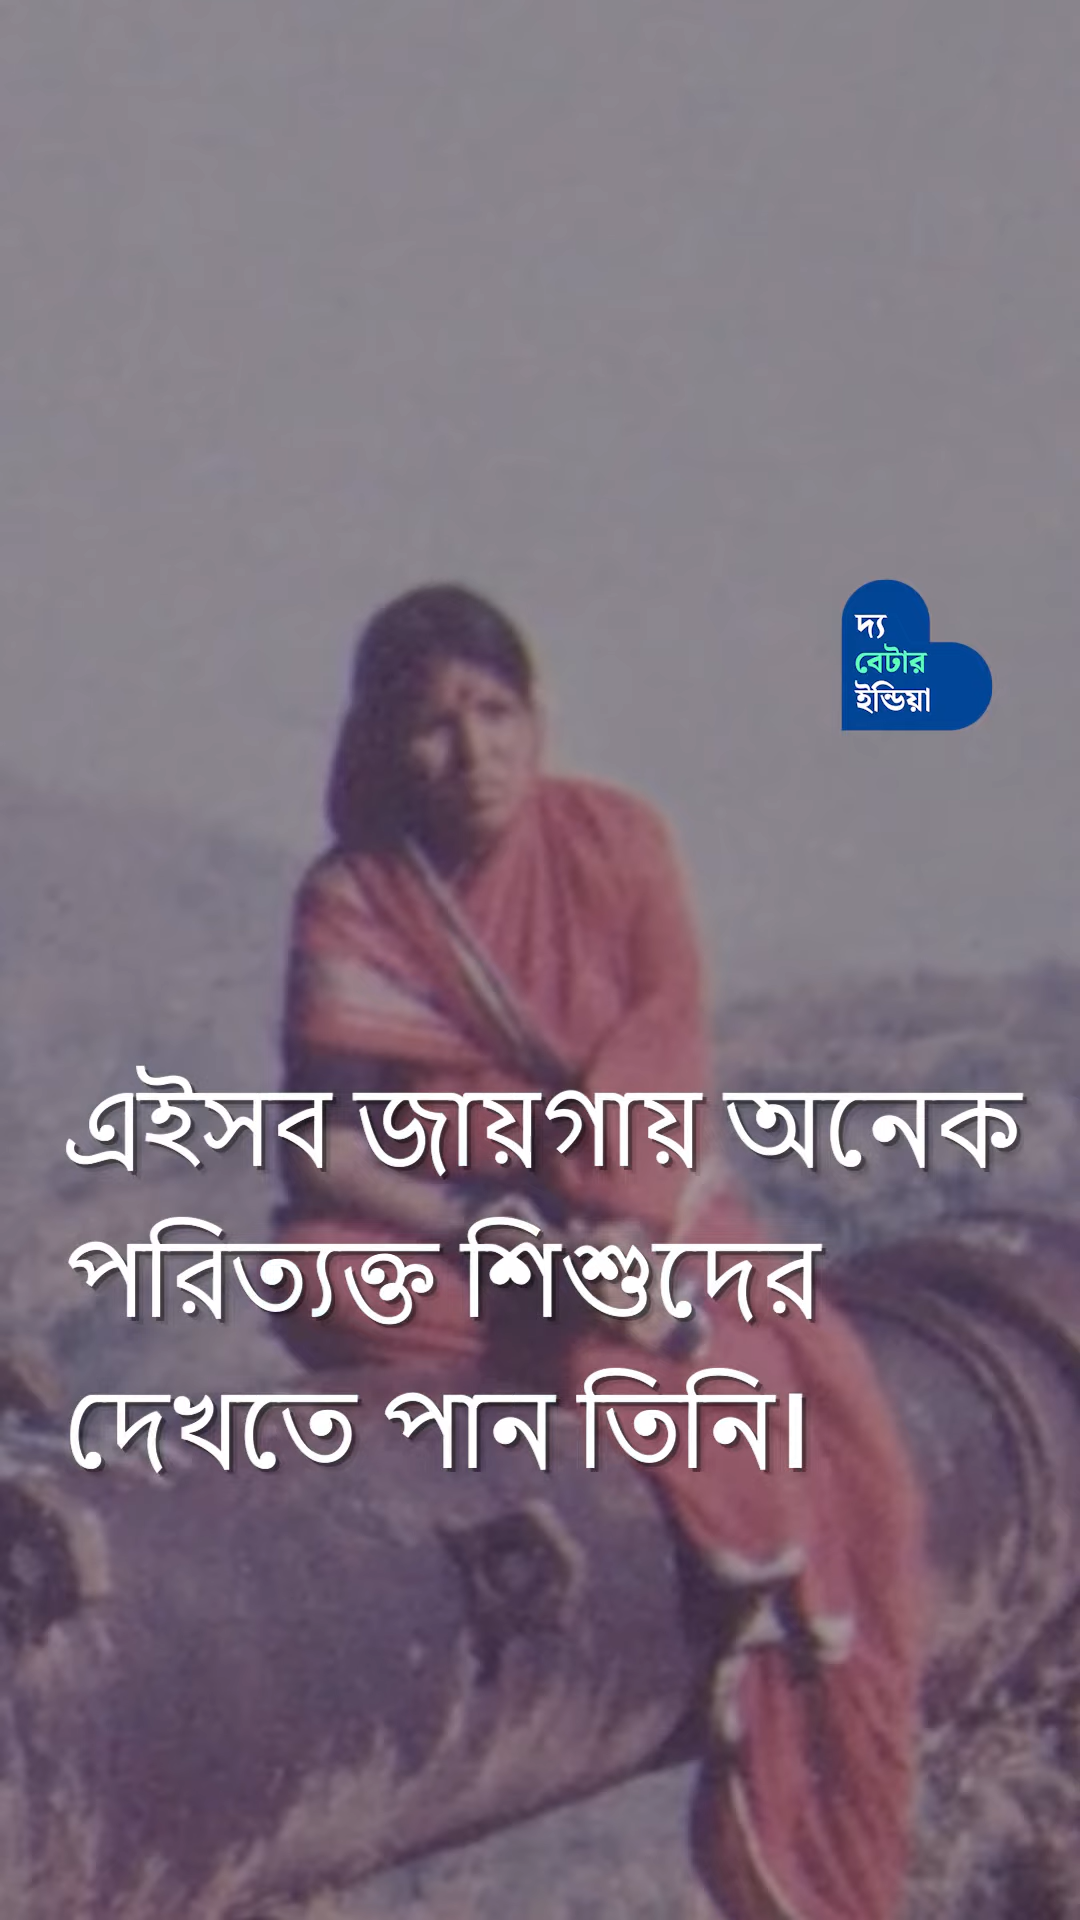 দ্য
বেটার
ইন্ডিয়া
এইসব জায়গায় অনেক
পরিত্যক্ত শিশুদের
দেখতে পান তিনি।